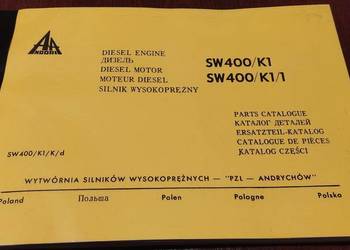 ANDORIA
DIESEL ENGINE
ДИЗЕЛЬ
DIESEL MOTOR
MOTEUR DIESEL
SILNIK WYSOKOPRĘŻNY
SW400/K1
SW400/K1/1
PARTS CATALOGUE
КАТАЛОГ ДЕТАЛЕЙ
ERSATZTEIL-KATALOG
CATALOGUE DE PIÈCES
KATALOG CZĘŚCI
SW400/K1/K/d
WYTWÓRNIA SILNIKÓW WYSOKOPRĘŻNYCH — "PZL — ANDRYCHÓW"
Poland Польша Polen Pologne Polska